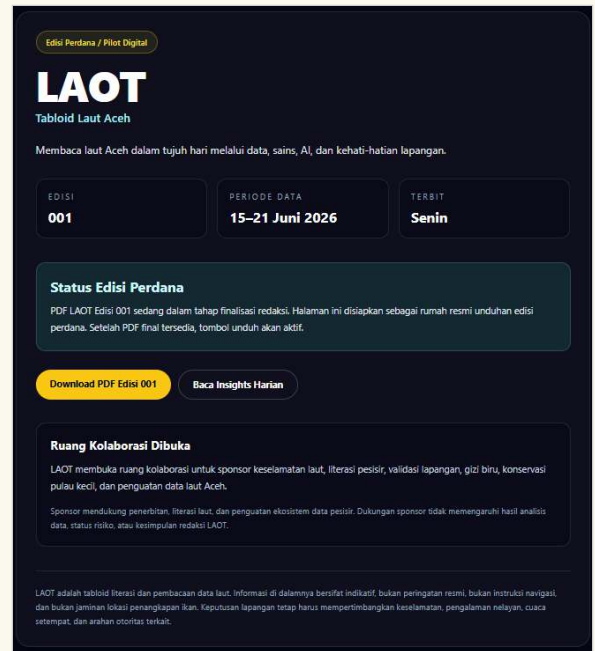 Edisi Perdana / Pilot Digital
LAOT
Tabloid Laut Aceh
Membaca laut Aceh dalam tujuh hari melalui data, sains, AI, dan kehati-hatian lapangan.
EDISI
001
PERIODE DATA
15–21 Juni 2026
TERBIT
Senin
Status Edisi Perdana
PDF LAOT Edisi 001 sedang dalam tahap finalisasi redaksi. Halaman ini disiapkan sebagai rumah resmi unduhan edisi
perdana. Setelah PDF final tersedia, tombol unduh akan aktif.
Download PDF Edisi 001
Baca Insights Harian
Ruang Kolaborasi Dibuka
LAOT membuka ruang kolaborasi untuk sponsor keselamatan laut, literasi pesisir, validasi lapangan, gizi biru, konservasi
pulau kecil, dan penguatan data laut Aceh.
Sponsor mendukung penerbitan, literasi laut, dan penguatan ekosistem data pesisir. Dukungan sponsor tidak memengaruhi hasil analisis
data, status risiko, atau kesimpulan redaksi LAOT.
LAOT adalah tabloid literasi dan pembacaan data laut. Informasi di dalamnya bersifat indikatif, bukan peringatan resmi, bukan instruksi navigasi,
dan bukan jaminan lokasi penangkapan ikan. Keputusan lapangan tetap harus mempertimbangkan keselamatan, pengalaman nelayan, cuaca
setempat, dan arahan otoritas terkait.